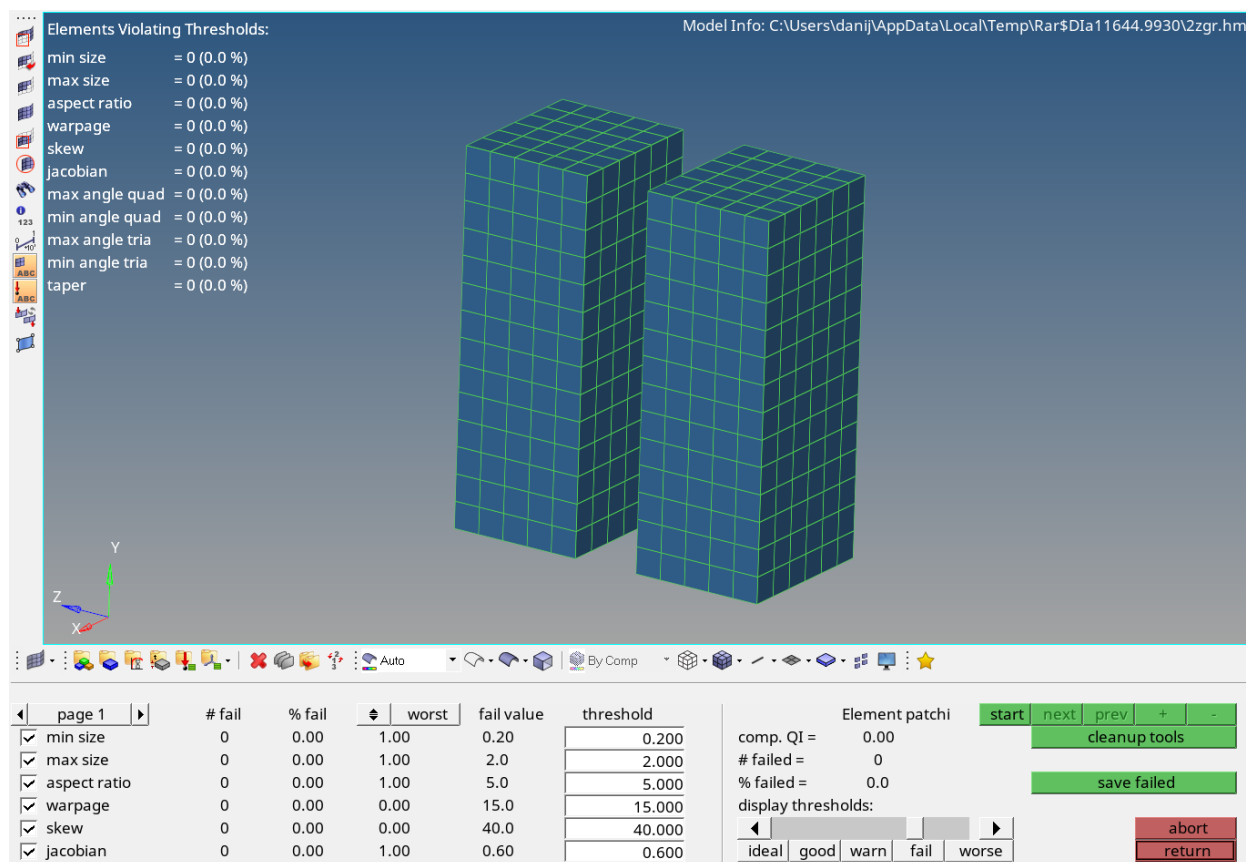 Elements Violating Thresholds:
Model Info: C:\Users\danij\AppData\Local\Temp\Rar$DIa11644.9930\2zgr.hm
min size = 0 (0.0 %)
max size = 0 (0.0 %)
aspect ratio = 0 (0.0 %)
warpage = 0 (0.0 %)
skew = 0 (0.0 %)
jacobian = 0 (0.0 %)
max angle quad = 0 (0.0 %)
min angle quad = 0 (0.0 %)
max angle tria = 0 (0.0 %)
min angle tria = 0 (0.0 %)
taper = 0 (0.0 %)
123
ABC
ABC
Y
Z
X
Auto
By Comp
page 1 # fail % fail worst fail value threshold
min size 0 0.00 1.00 0.20 0.200
max size 0 0.00 1.00 2.0 2.000
aspect ratio 0 0.00 1.00 5.0 5.000
warpage 0 0.00 0.00 15.0 15.000
skew 0 0.00 0.00 40.0 40.000
jacobian 0 0.00 1.00 0.60 0.600
Element patchi start next prev + -
comp. QI = 0.00 cleanup tools
# failed = 0
% failed = 0.0 save failed
display thresholds:
abort
ideal good warn fail worse return